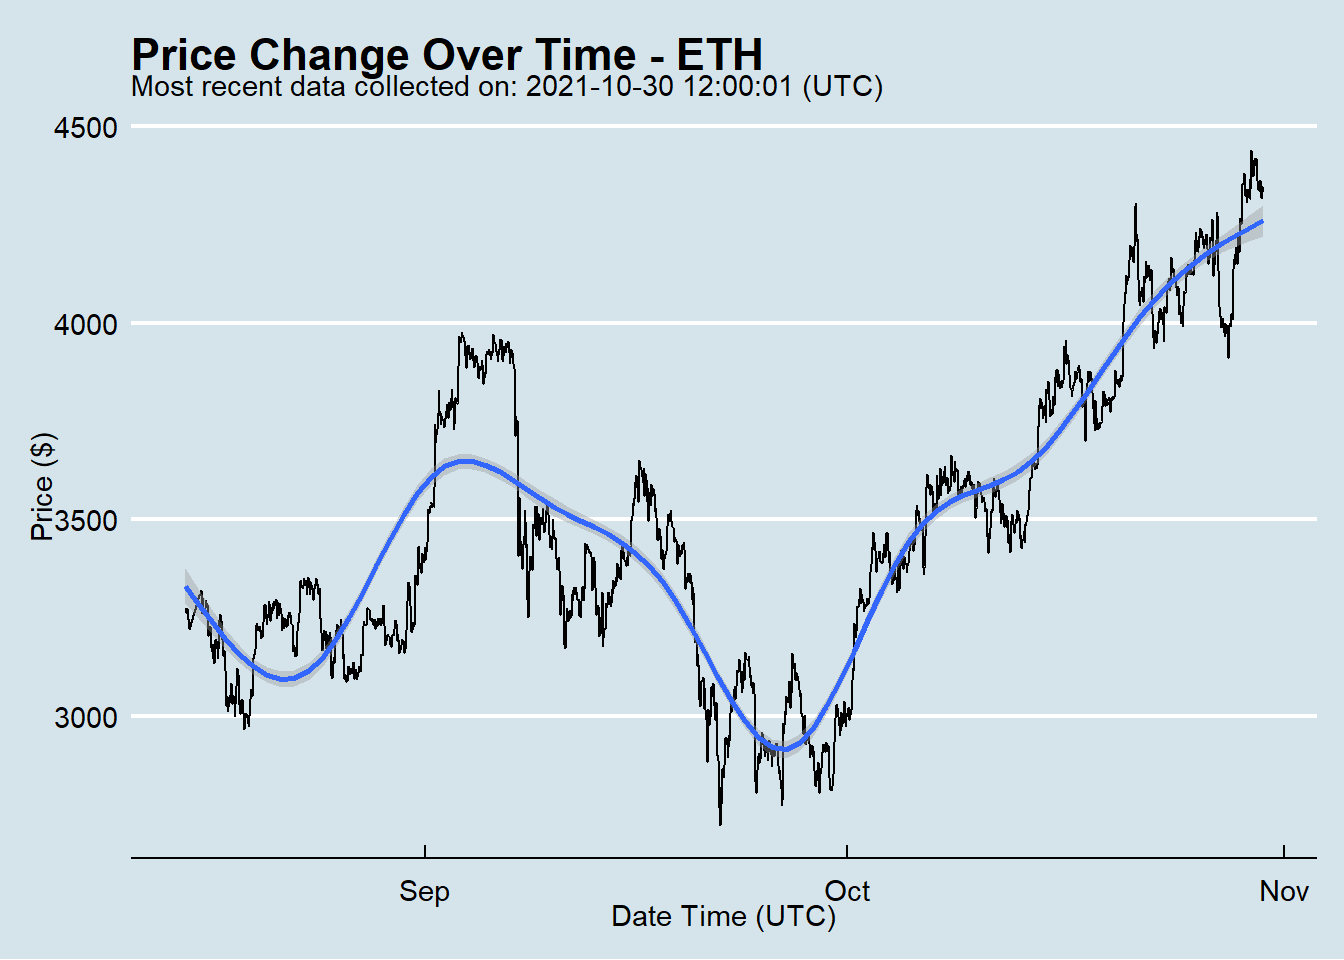 Price Change Over Time - ETH
Most recent data collected on: 2021-10-30 12:00:01 (UTC)
4500
4000
3500
3000
Price ($)
Sep
Oct
Nov
Date Time (UTC)